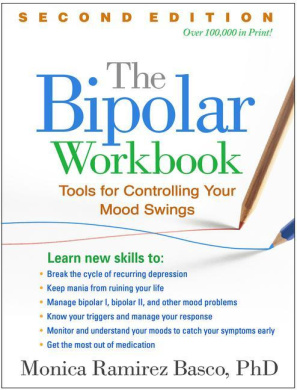 SECOND EDITION
Over 100,000 in Print!
The
Bipolar
Workbook
Tools for Controlling Your
Mood Swings
Learn new skills to:
• Break the cycle of recurring depression
• Keep mania from ruining your life
• Manage bipolar I, bipolar II, and other mood problems
• Know your triggers and manage your response
• Monitor and understand your moods to catch your symptoms early
• Get the most out of medication
Monica Ramirez Basco, PhD